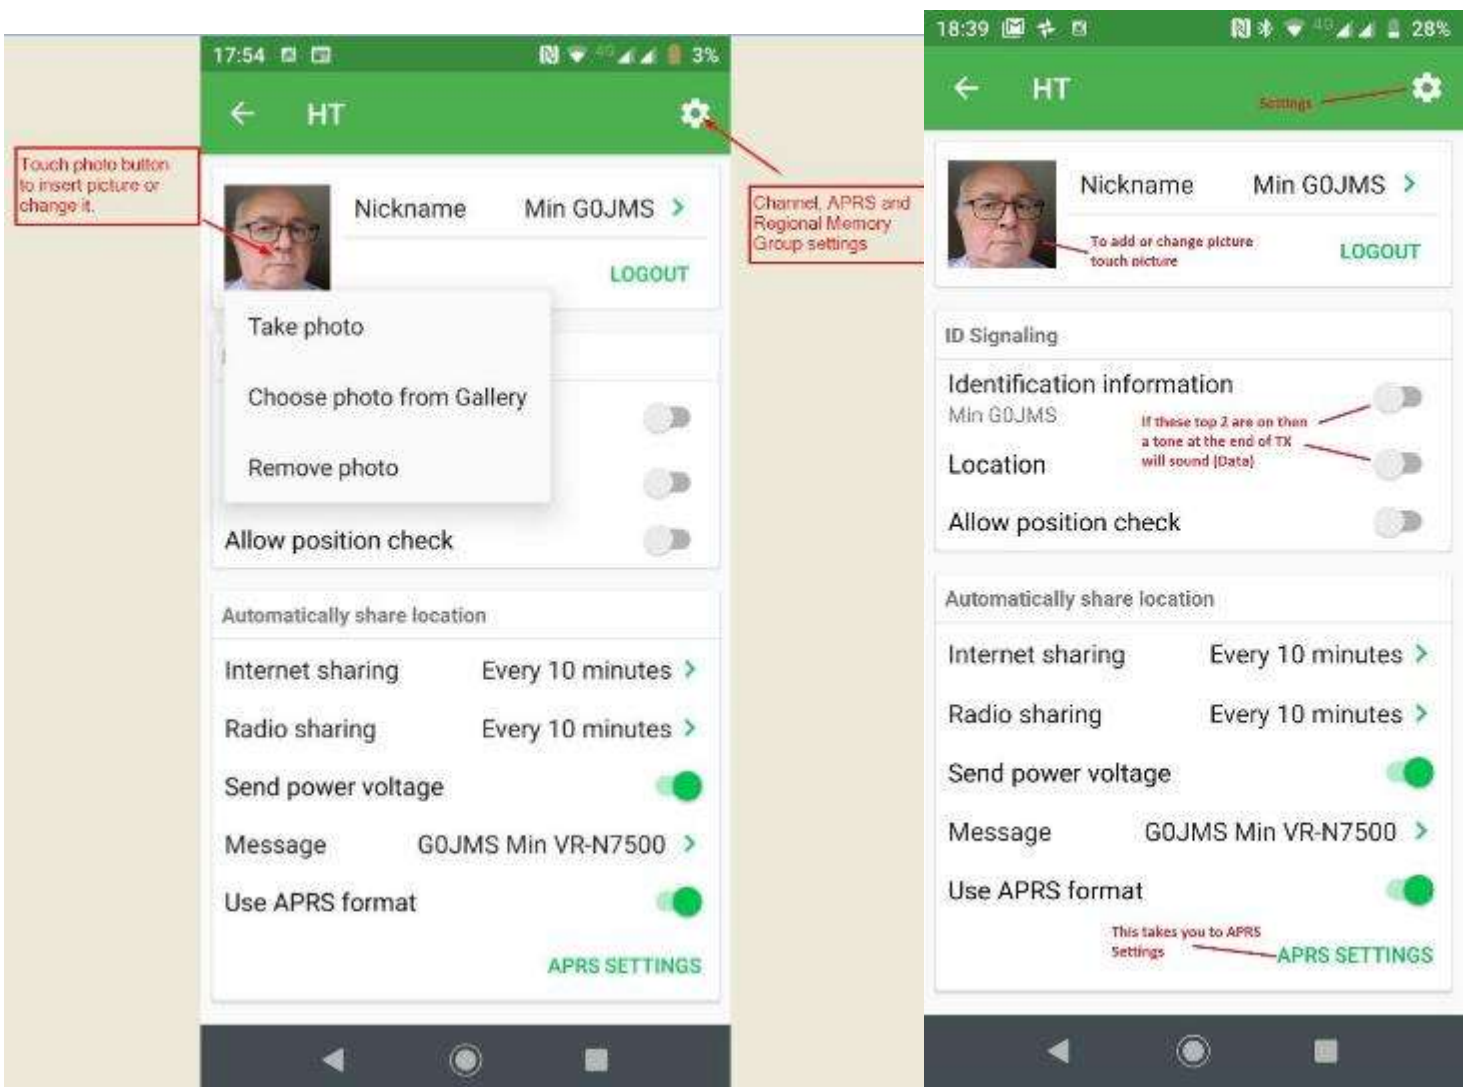 17:54
3%
HT
Touch photo button
to insert picture or
change it.
Nickname Min G0JMS >
LOGOUT
Channel, APRS and
Regional Memory
Group settings
Take photo
Choose photo from Gallery
Remove photo
Allow position check
Automatically share location
Internet sharing Every 10 minutes >
Radio sharing Every 10 minutes >
Send power voltage
Message G0JMS Min VR-N7500 >
Use APRS format
APRS SETTINGS
18:39
4G
28%
HT
Settings
Nickname Min G0JMS >
To add or change picture
touch picture
LOGOUT
ID Signaling
Identification information
Min G0JMS
If these top 2 are on then
a tone at the end of TX
will sound (Data)
Location
Allow position check
Automatically share location
Internet sharing Every 10 minutes >
Radio sharing Every 10 minutes >
Send power voltage
Message G0JMS Min VR-N7500 >
Use APRS format
This takes you to APRS
Settings
APRS SETTINGS